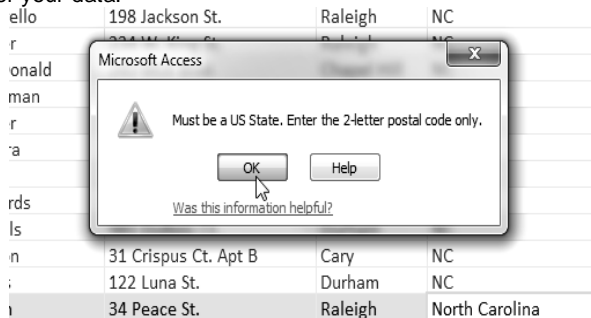 or your data.
ello 198 Jackson St. Raleigh NC
r
onald
Microsoft Access
man
Must be a US State. Enter the 2-letter postal code only.
r
ra
OK Help
rds
Was this information helpful?
ls
n 31 Crispus Ct. Apt B Cary NC
122 Luna St. Durham NC
34 Peace St. Raleigh North Carolina